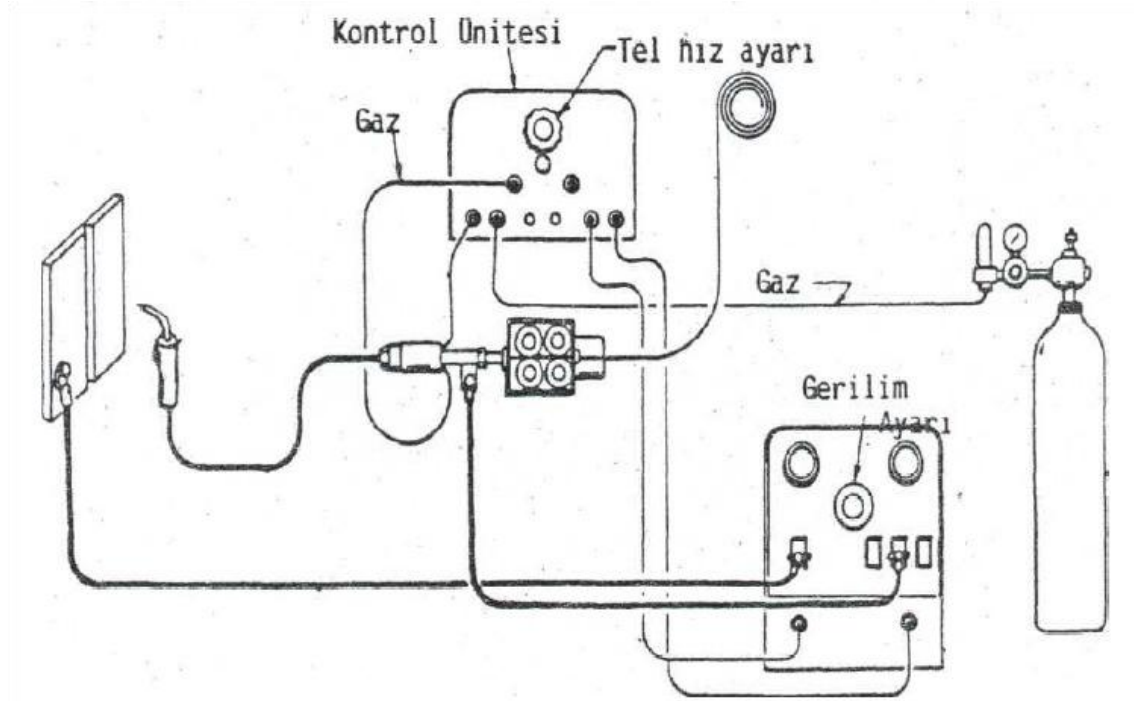 Kontrol Ünitesi
Tel hız ayarı
Gaz
Gaz
Gerilim
Ayarı